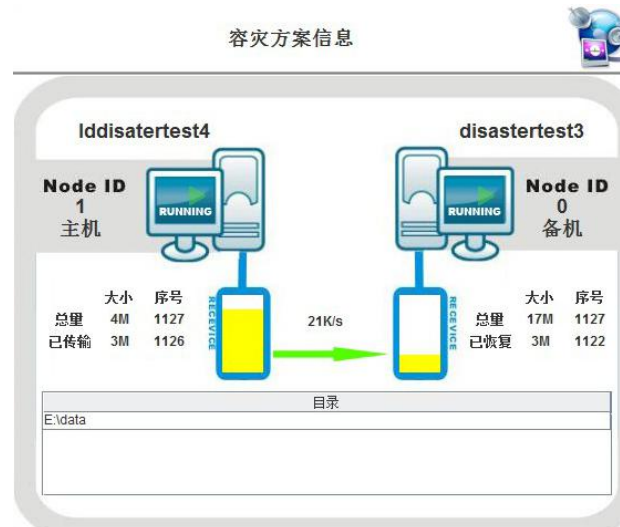 容灾方案信息
lddisatertest4
disastertest3
Node ID
1
主机
RUNNING
RUNNING
Node ID
0
备机
大小 序号
总量 4M 1127
已传输 3M 1126
RECEVICE
21K/s
RECEVICE
大小 序号
总量 17M 1127
已恢复 3M 1122
目录
E:\data